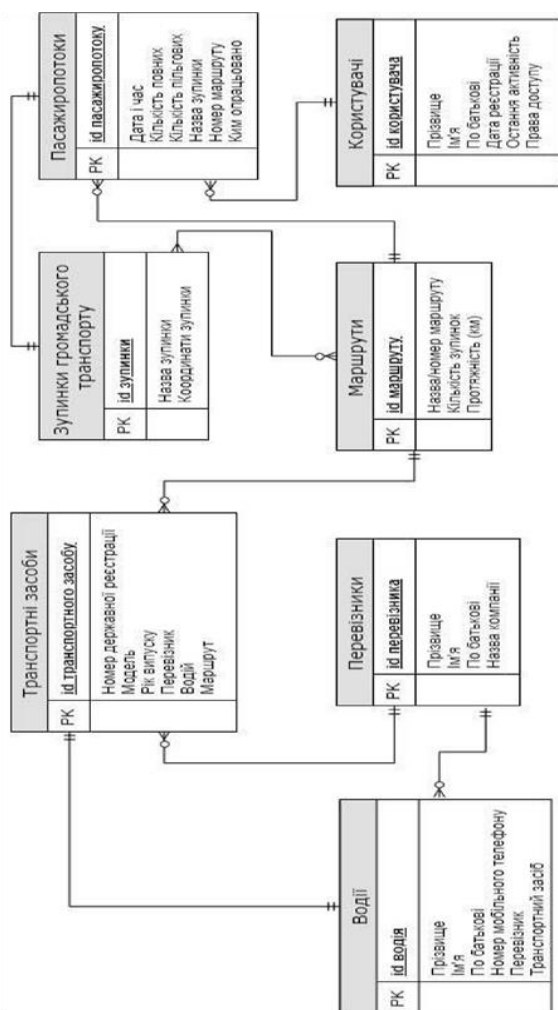 Транспортні засоби
PK
id транспортного засобу
Номер державної реєстрації
Модель
Рік випуску
Перевізник
Водій
Маршрут
Зупинки громадського
транспорту
PK
id зупинки
Назва зупинки
Координати зупинки
Пасажиропотоки
PK
id пасажиропотоку
Дата і час
Кількість повних
Кількість пільгових
Назва зупинки
Номер маршруту
Ким опрацьовано
Водії
PK
id водія
Прізвище
Ім'я
По батькові
Номер мобільного телефону
Перевізник
Транспортний засіб
Перевізники
PK
id перевізника
Прізвище
Ім'я
По батькові
Назва компанії
Маршрути
PK
id маршруту
Назва/номер маршруту
Кількість зупинок
Протяжність (км)
Користувачі
PK
id користувача
Прізвище
Ім'я
По батькові
Дата реєстрації
Остання активність
Права доступу